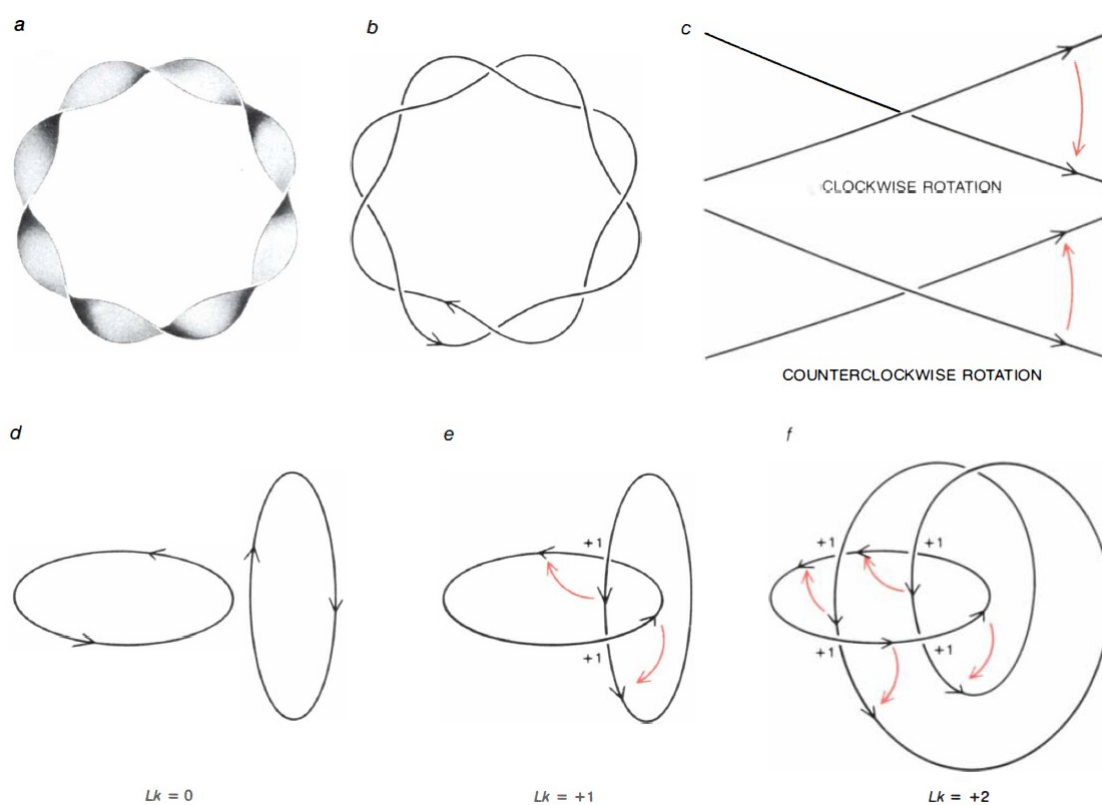 a
b
c
CLOCKWISE ROTATION
COUNTERCLOCKWISE ROTATION
d
e
f
+1
+1
+1
+1
+1
+1
Lk = 0
Lk = +1
Lk = +2